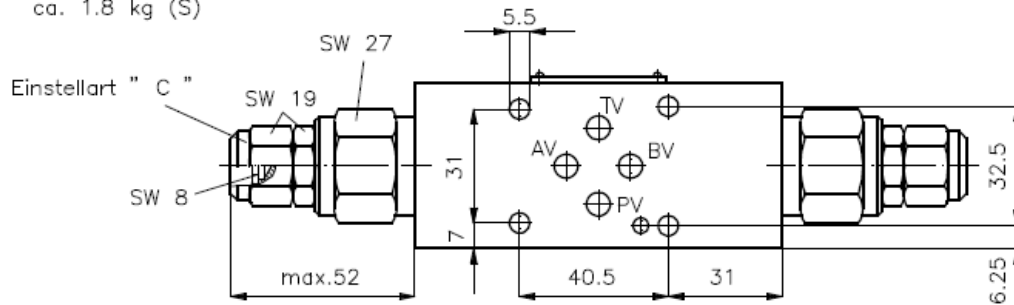 ca. 1.8 kg (S)
5.5
SW 27
Einstellart " C "
SW 19
TV
AV
BV
31
32.5
SW 8
PV
7
max.52
40.5
31
6.25